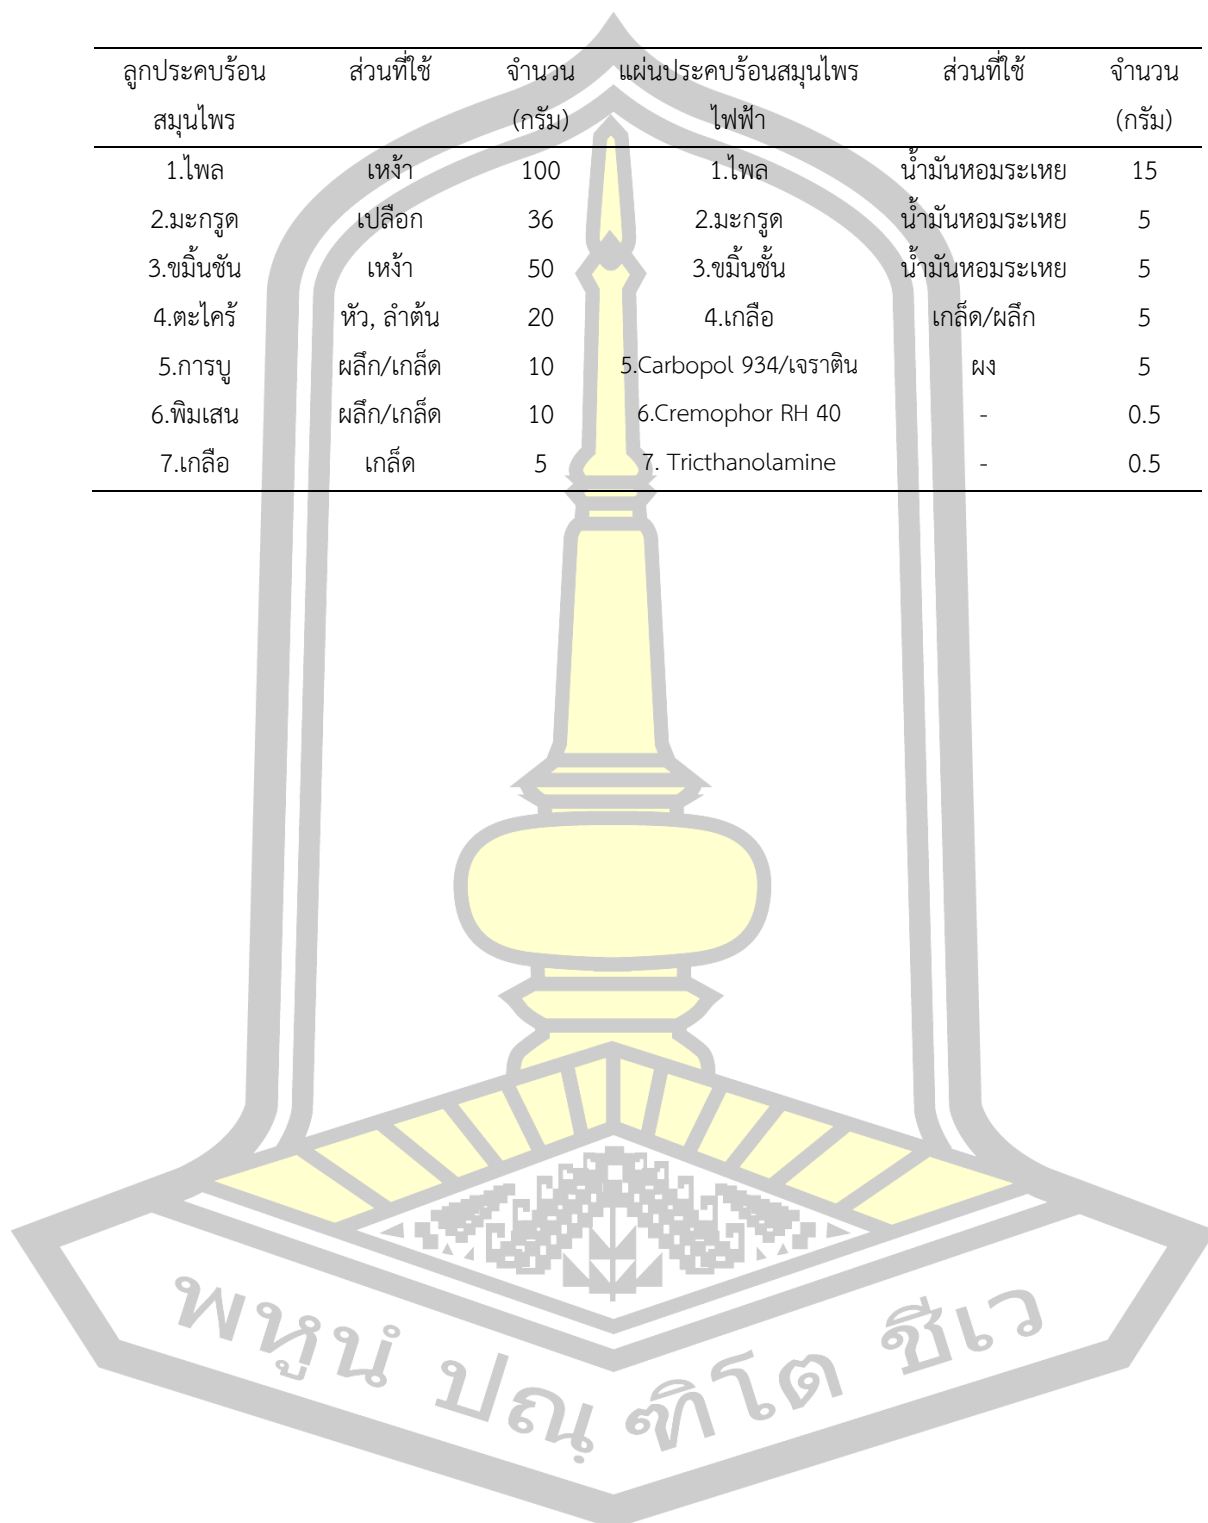 ลูกประคบร้อน ส่วนที่ใช้ จำนวน แผ่นประคบร้อนสมุนไพร ส่วนที่ใช้ จำนวน
สมุนไพร (กรัม) ไฟฟ้า (กรัม)
1.ไพล เหง้า 100 1.ไพล น้ำมันหอมระเหย 15
2.มะกรูด เปลือก 36 2.มะกรูด น้ำมันหอมระเหย 5
3.ขมิ้นชัน เหง้า 50 3.ขมิ้นชั้น น้ำมันหอมระเหย 5
4.ตะไคร้ หัว, ลำต้น 20 4.เกลือ เกล็ด/ผลึก 5
5.การบู ผลึก/เกล็ด 10 5.Carbopol 934/เจราติน ผง 5
6.พิมเสน ผลึก/เกล็ด 10 6.Cremophor RH 40 - 0.5
7.เกลือ เกล็ด 5 7. Tricthanolamine - 0.5
พหูนํ ปณฺฑิโต ชีเว